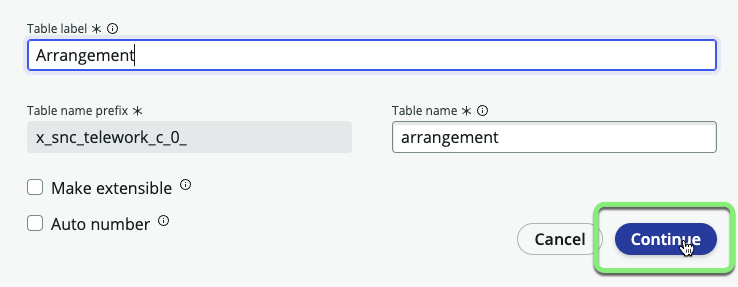 Table label *
Arrangement
Table name prefix * Table name *
x_snc_telework_c_0_ arrangement
Make extensible
Auto number
Cancel Continue